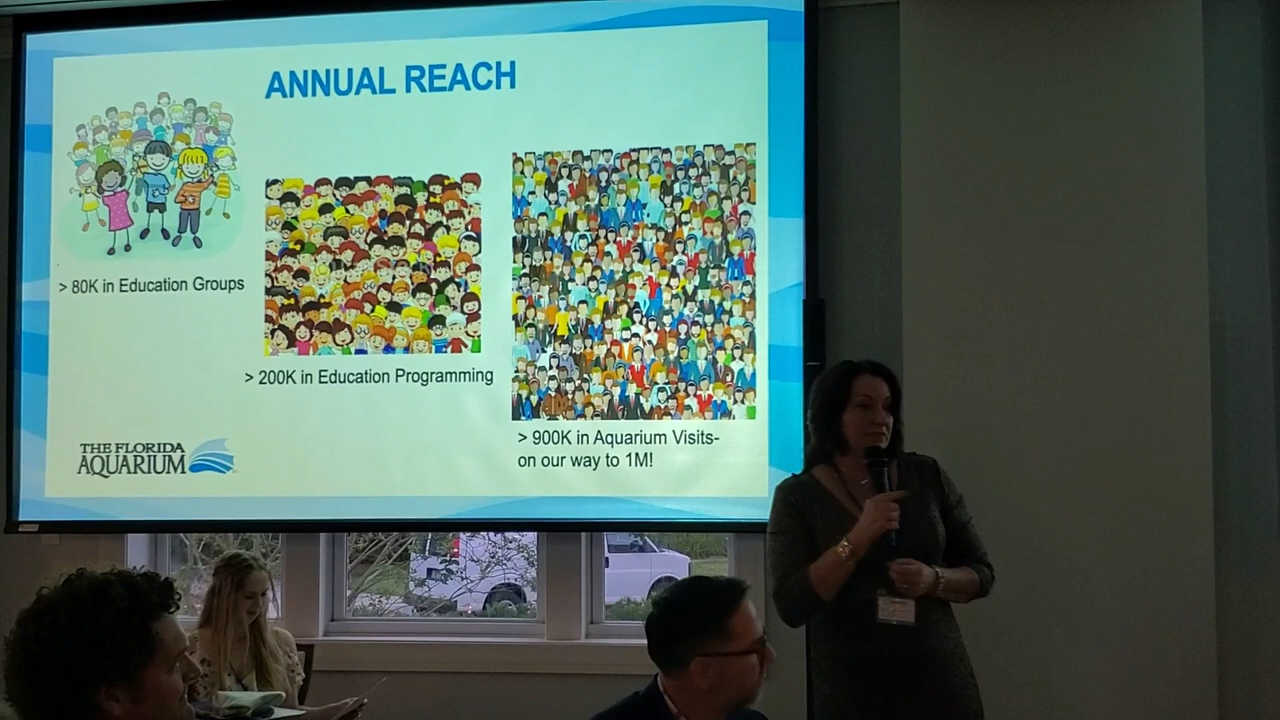 ANNUAL REACH
> 80K in Education Groups
> 200K in Education Programming
> 900K in Aquarium Visits-
on our way to 1M!
THE FLORIDA
AQUARIUM